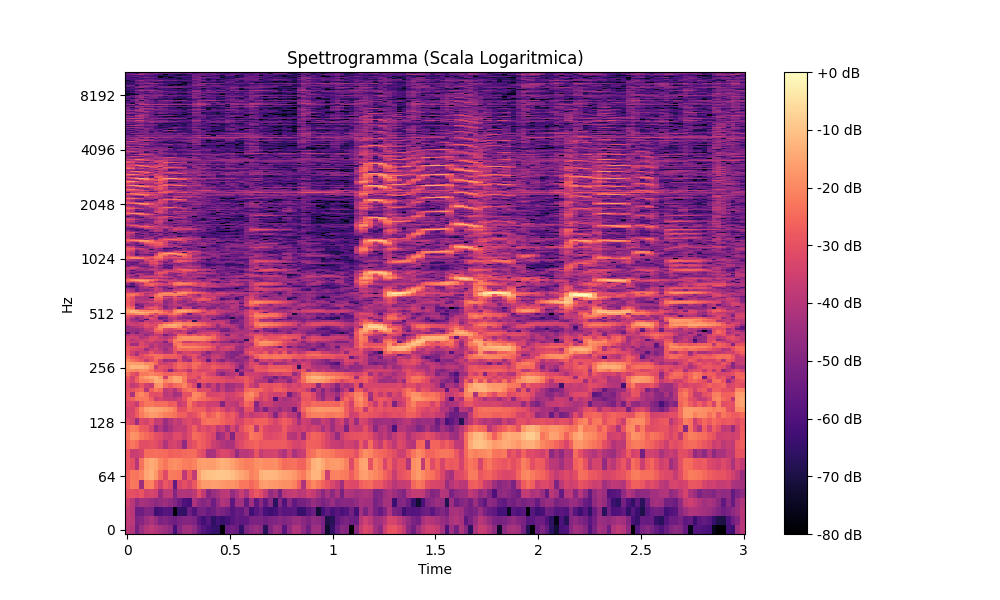 Spettrogramma (Scala Logaritmica)
Hz
8192
4096
2048
1024
512
256
128
64
0
0 0.5 1 1.5 2 2.5 3
Time
+0 dB
-10 dB
-20 dB
-30 dB
-40 dB
-50 dB
-60 dB
-70 dB
-80 dB